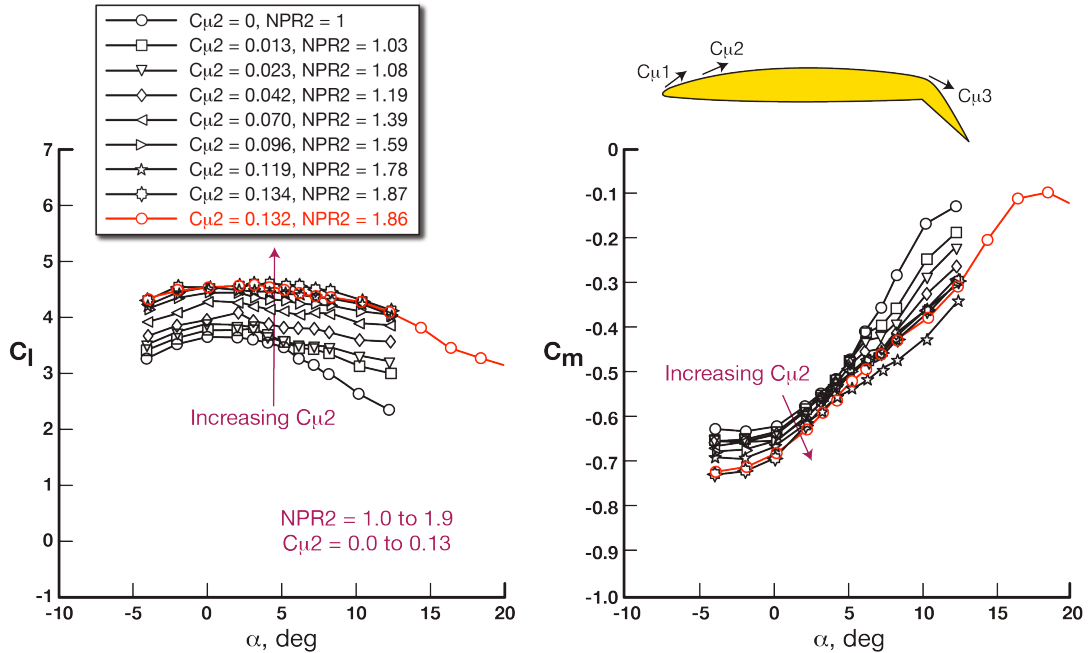 Cμ2 = 0, NPR2 = 1
Cμ2 = 0.013, NPR2 = 1.03
Cμ2 = 0.023, NPR2 = 1.08
Cμ2 = 0.042, NPR2 = 1.19
Cμ2 = 0.070, NPR2 = 1.39
Cμ2 = 0.096, NPR2 = 1.59
Cμ2 = 0.119, NPR2 = 1.78
Cμ2 = 0.134, NPR2 = 1.87
Cμ2 = 0.132, NPR2 = 1.86
7
6
5
4
3
2
1
0
-1
Cl
Increasing Cμ2
NPR2 = 1.0 to 1.9
Cμ2 = 0.0 to 0.13
-10
-5
0
5
10
15
20
α, deg
Cμ1
Cμ2
Cμ3
0
-0.1
-0.2
-0.3
-0.4
-0.5
-0.6
-0.7
-0.8
-0.9
-1.0
Cm
Increasing Cμ2
-10
-5
0
5
10
15
20
α, deg